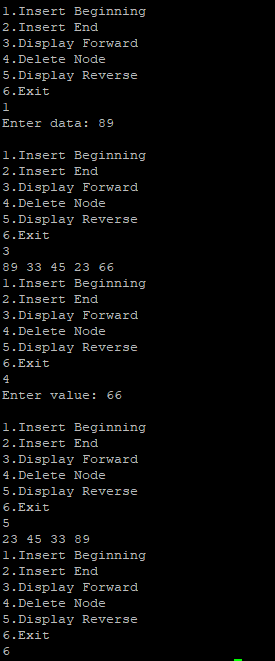 1.Insert Beginning
2.Insert End
3.Display Forward
4.Delete Node
5.Display Reverse
6.Exit
1
Enter data: 89
1.Insert Beginning
2.Insert End
3.Display Forward
4.Delete Node
5.Display Reverse
6.Exit
3
89 33 45 23 66
1.Insert Beginning
2.Insert End
3.Display Forward
4.Delete Node
5.Display Reverse
6.Exit
4
Enter value: 66
1.Insert Beginning
2.Insert End
3.Display Forward
4.Delete Node
5.Display Reverse
6.Exit
5
23 45 33 89
1.Insert Beginning
2.Insert End
3.Display Forward
4.Delete Node
5.Display Reverse
6.Exit
6